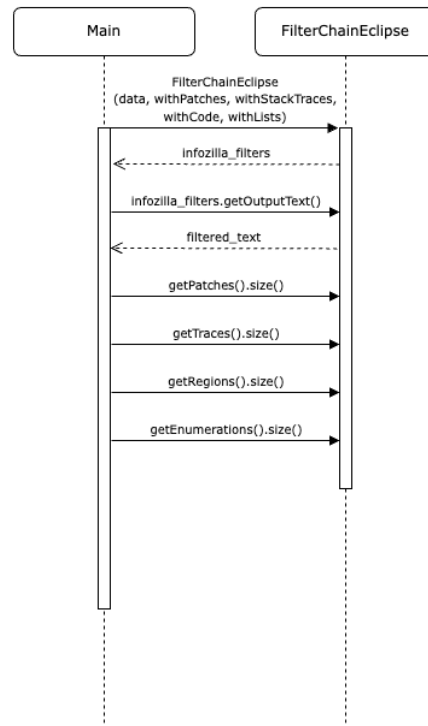 Main
FilterChainEclipse
FilterChainEclipse
(data, withPatches, withStackTraces,
withCode, withLists)
infozilla_filters
infozilla_filters.getOutputText()
filtered_text
getPatches().size()
getTraces().size()
getRegions().size()
getEnumerations().size()